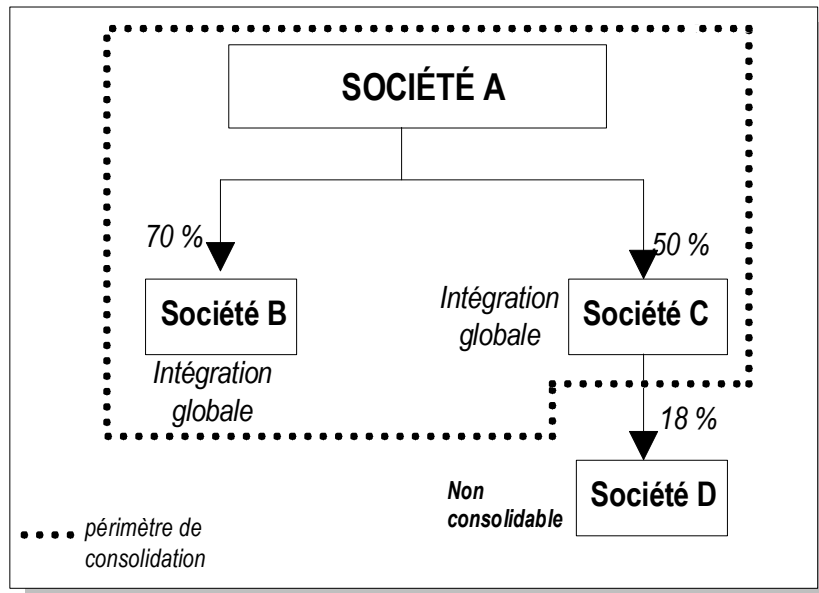 SOCIÉTÉ A
70 %
50 %
Société B
Intégration
globale
Société C
Intégration
globale
18 %
Non
consolidable
Société D
périmètre de
consolidation